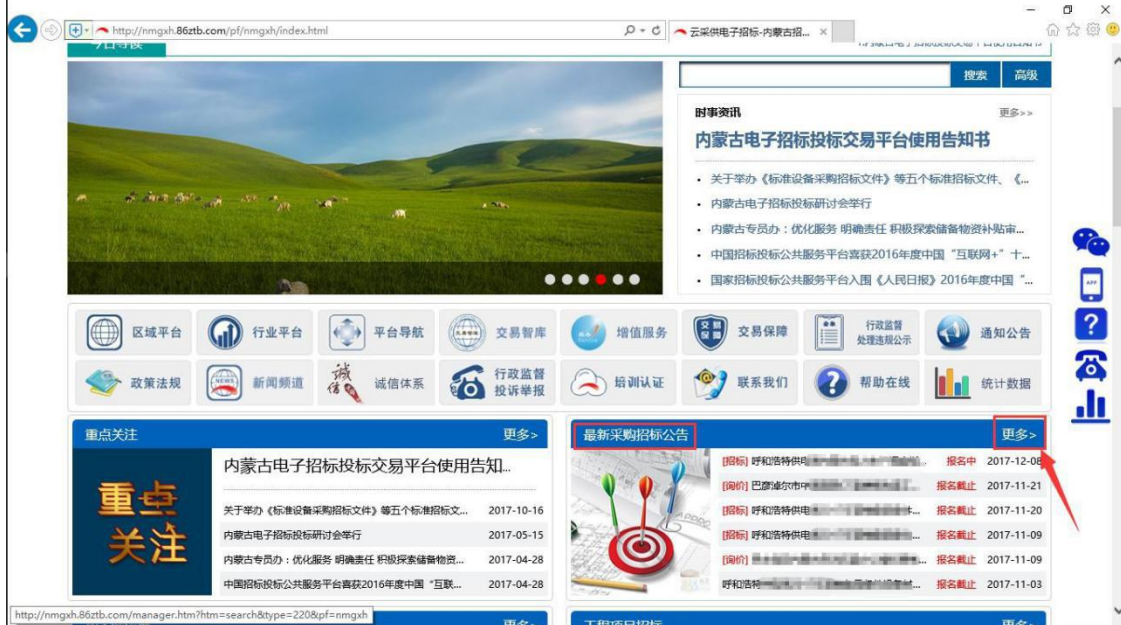 http://nmgxh.86ztb.com/pf/nmgxh/index.html
云采供电子招标-内蒙古招...
今日导读
搜索 高级
时事资讯 更多>>
内蒙古电子招标投标交易平台使用告知书
• 关于举办《标准设备采购招标文件》等五个标准招标文件、《...
• 内蒙古电子招标投标研讨会举行
• 内蒙古专员办：优化服务 明确责任 积极探索储备物资补贴审...
• 中国招标投标公共服务平台喜获2016年度中国“互联网+”十...
• 国家招标投标公共服务平台入围《人民日报》2016年度中国“...
区域平台 行业平台 平台导航 交易智库 增值服务 交易保障 行政监督 处理违规公示 通知公告
政策法规 NEWS 新闻频道 诚信 诚信体系 行政监督 投诉举报 培训认证 联系我们 帮助在线 统计数据
APP
重点关注 更多>
重点
关注
内蒙古电子招标投标交易平台使用告知...
关于举办《标准设备采购招标文件》等五个标准招标文... 2017-10-16
内蒙古电子招标投标研讨会举行 2017-05-15
内蒙古专员办：优化服务 明确责任 积极探索储备物资... 2017-04-28
中国招标投标公共服务平台喜获2016年度中国“互联... 2017-04-28
最新采购招标公告 更多>
[招标] 呼和浩特供电 ... 报名中 2017-12-08
[询价] 巴彦淖尔市中 ... 报名截止 2017-11-21
[招标] 呼和浩特供电 ... 报名截止 2017-11-20
[招标] 呼和浩特供电 ... 报名截止 2017-11-09
[询价] ... 报名截止 2017-11-09
呼和浩特 ... 报名截止 2017-11-03
http://nmgxh.86ztb.com/manager.htm?htm=search&type=220&pf=nmgxh
更多>
工程项目招标 更多>